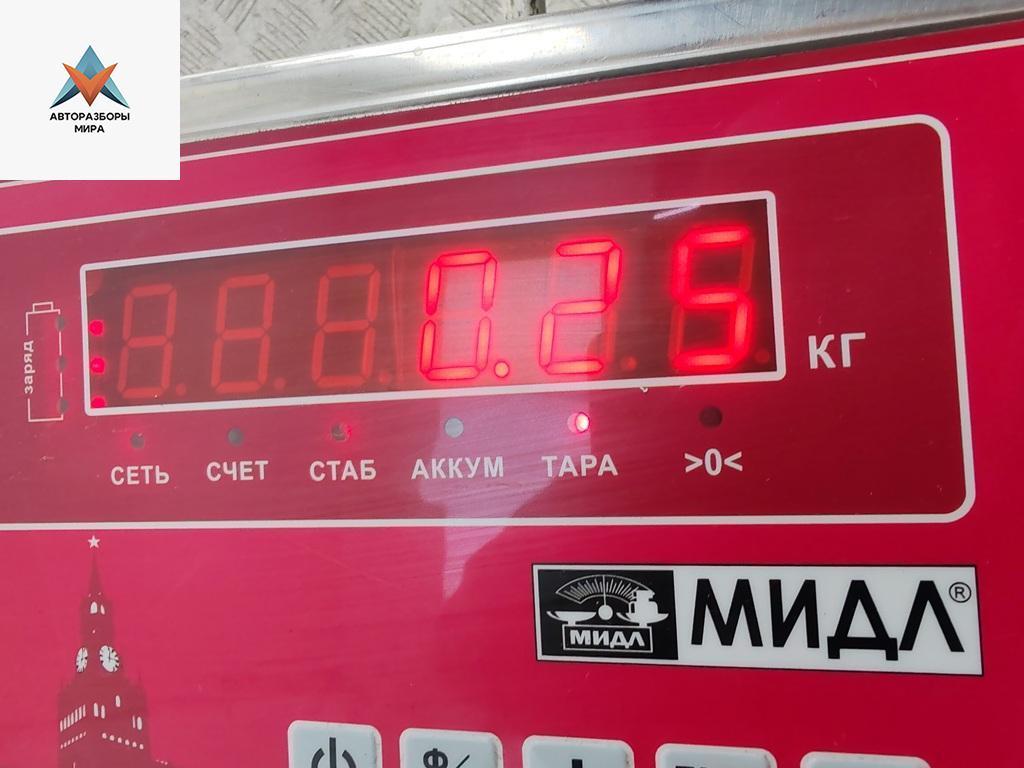 АВТОРАЗБОРЫ
МИРА
заряд
0.25
КГ
СЕТЬ СЧЕТ СТАБ АККУМ ТАРА >0<
МИДЛ
МИДЛ®